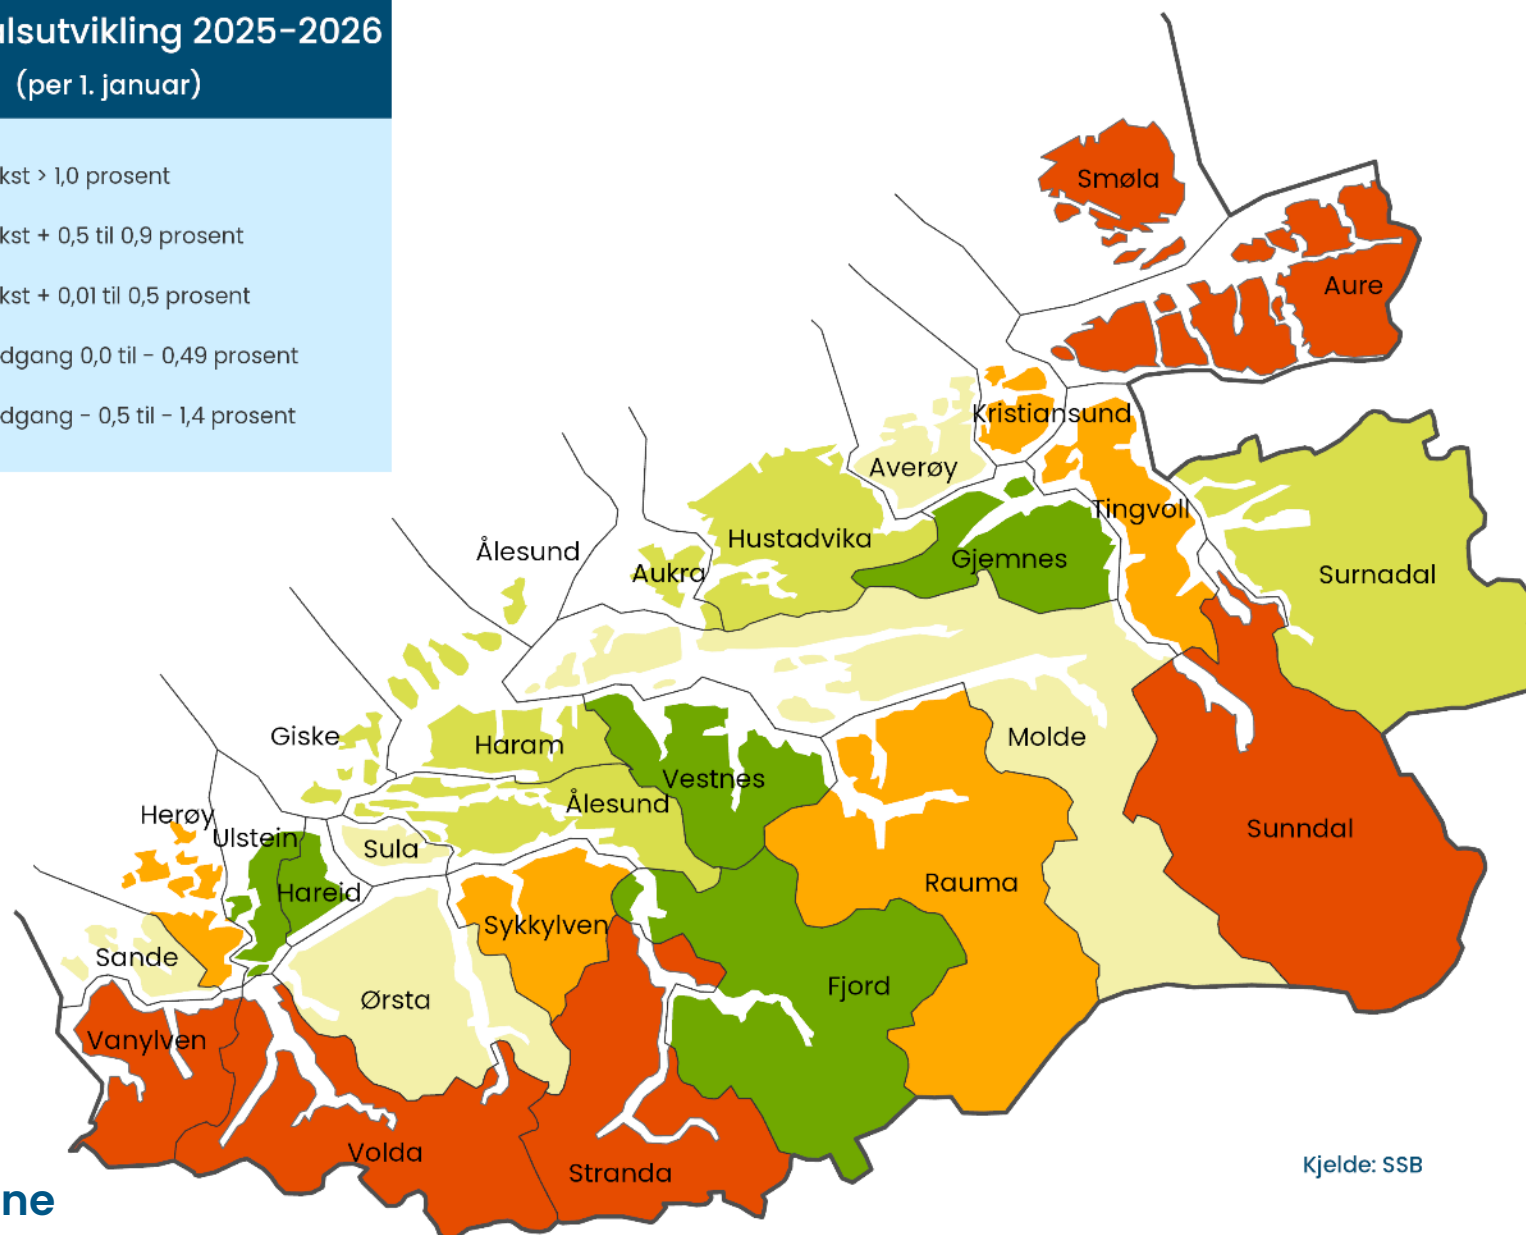 lsutvikling 2025-2026
(per 1. januar)
kst > 1,0 prosent
kst + 0,5 til 0,9 prosent
kst + 0,01 til 0,5 prosent
dgang 0,0 til - 0,49 prosent
dgang - 0,5 til - 1,4 prosent
Smøla
Aure
Kristiansund
Averøy
Tingvoll
Hustadvika
Ålesund
Gjemnes
Aukra
Surnadal
Giske
Haram
Molde
Vestnes
Ålesund
Herøy
Ulstein
Sunndal
Sula
Rauma
Hareid
Sykkylven
Sande
Fjord
Ørsta
Vanylven
Volda
Stranda
Kjelde: SSB
ne